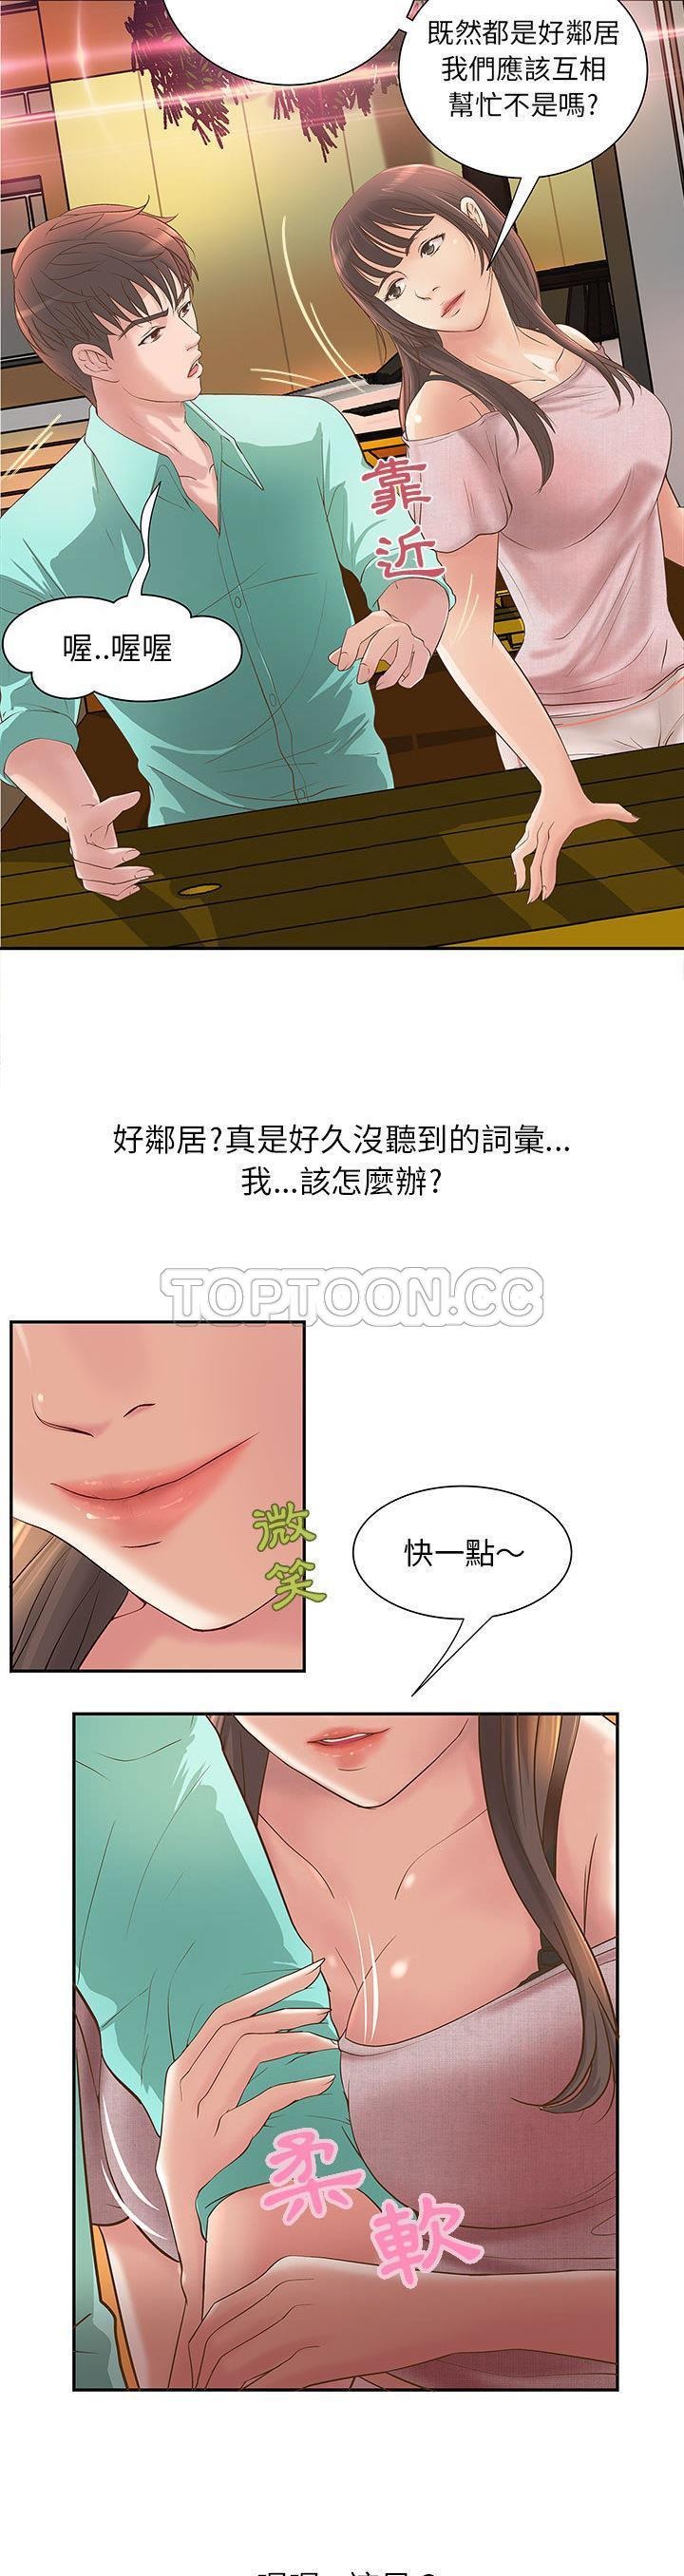 既然都是好鄰居
我們應該互相
幫忙不是嗎?
靠
近
喔..喔喔
好鄰居?真是好久沒聽到的詞彙...
我...該怎麼辦?
TOPTOON.CC
微
笑
快一點～
柔
軟